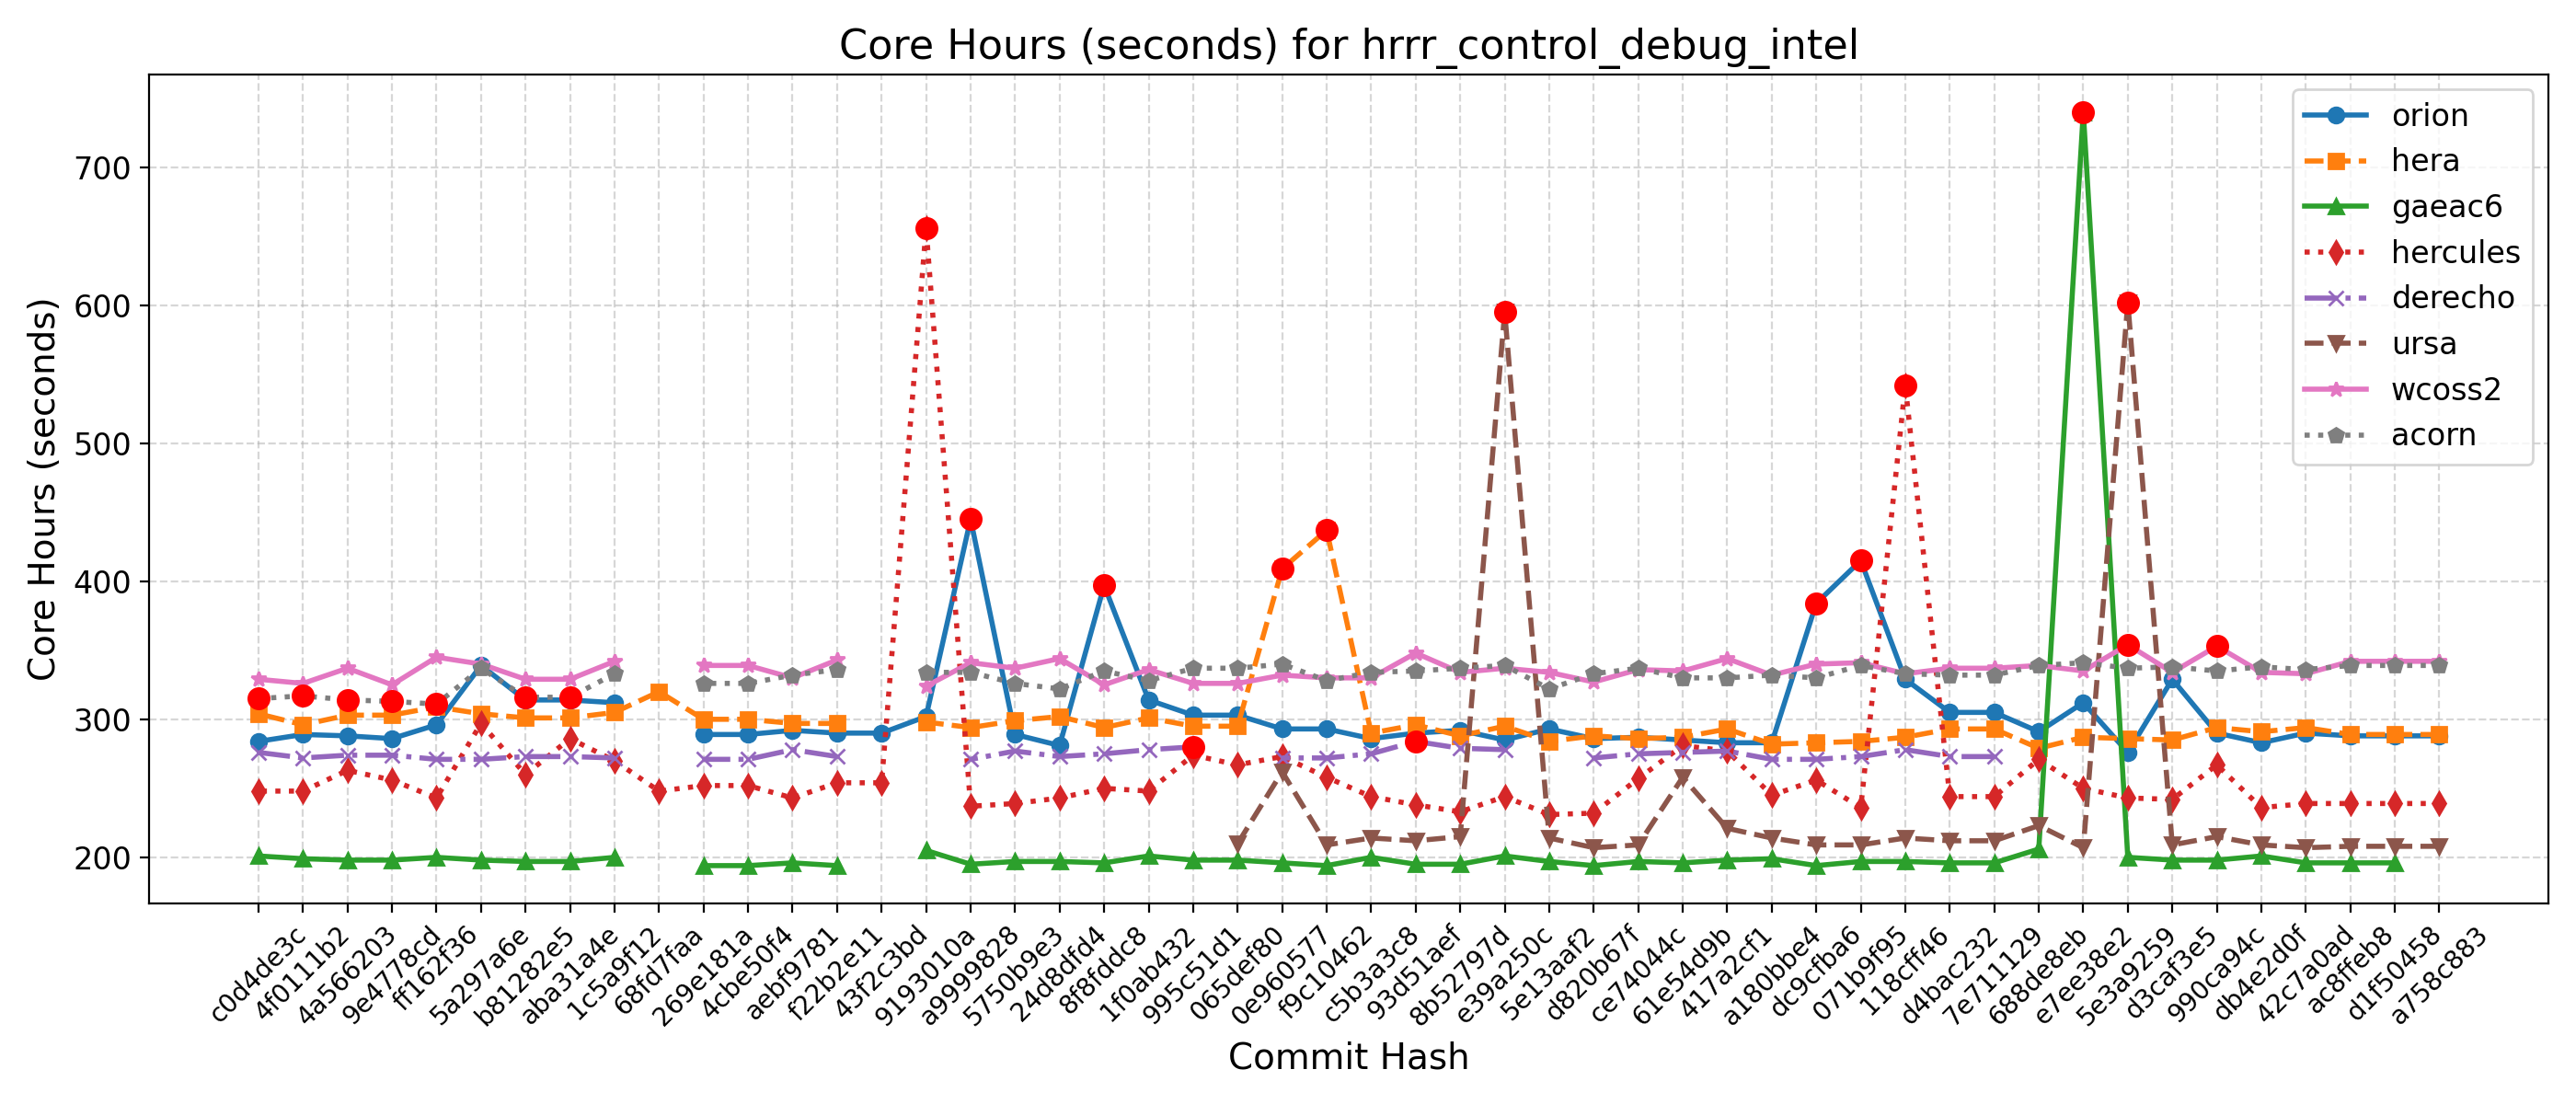 Core Hours (seconds) for hrrr_control_debug_intel
Core Hours (seconds)
700
600
500
400
300
200
orion
hera
gaeac6
hercules
derecho
ursa
wcoss2
acorn
c0d4de3c
4f0111b2
4a566203
9e4778cd
ff162f36
5a297a6e
b81282e5
aba31a4e
1c5a9f12
68fd7faa
269e181a
4cbe50f4
aebf9781
f22b2e11
43f2c3bd
9193010a
a9999828
5750b9e3
24d8dfd4
8f8fddc8
1f0ab432
995c51d1
065def80
0e960577
f9c10462
c5b3a3c8
93d51aef
8b52797d
e39a250c
5e13aaf2
d820b67f
ce74044c
61e54d9b
417a2cf1
a180bbe4
dc9cfba6
071b9f95
118cff46
d4bac232
7e711129
688de8eb
e7ee38e2
5e3a9259
d3caf3e5
990ca94c
db4e2d0f
42c7a0ad
ac8ffeb8
d1f50458
a758c883
Commit Hash